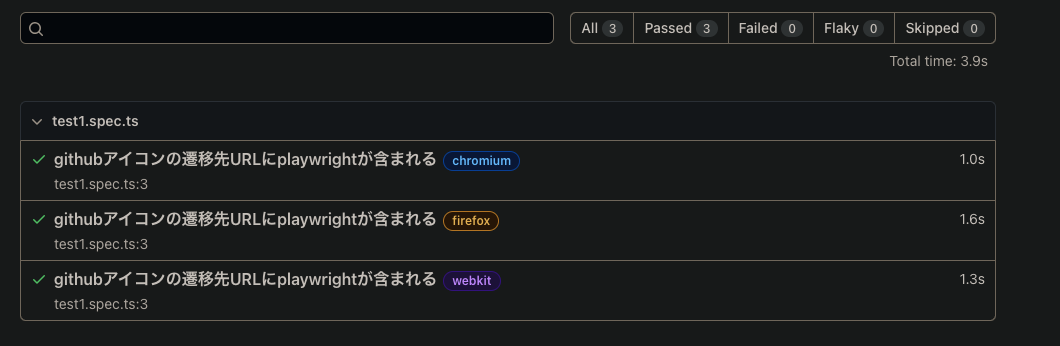 All 3 Passed 3 Failed 0 Flaky 0 Skipped 0
Total time: 3.9s
test1.spec.ts
githubアイコンの遷移先URLにplaywrightが含まれる chromium 1.0s
test1.spec.ts:3
githubアイコンの遷移先URLにplaywrightが含まれる firefox 1.6s
test1.spec.ts:3
githubアイコンの遷移先URLにplaywrightが含まれる webkit 1.3s
test1.spec.ts:3